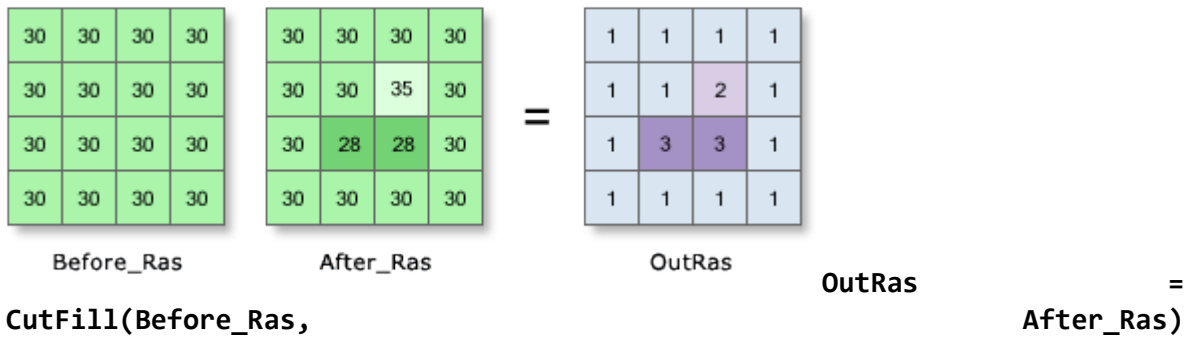 30 30 30 30 30 30 30 30 1 1 1 1
30 30 30 30 30 30 35 30 1 1 2 1
=
30 30 30 30 30 28 28 30 1 3 3 1
30 30 30 30 30 30 30 30 1 1 1 1
Before_Ras After_Ras OutRas
OutRas =
CutFill(Before_Ras, After_Ras)